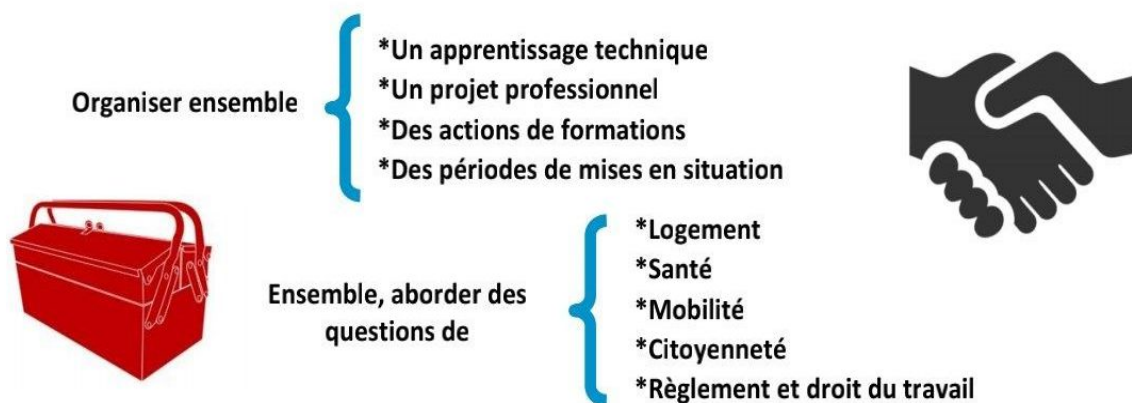 Organiser ensemble
*Un apprentissage technique
*Un projet professionnel
*Des actions de formations
*Des périodes de mises en situation
Ensemble, aborder des
questions de
*Logement
*Santé
*Mobilité
*Citoyenneté
*Règlement et droit du travail